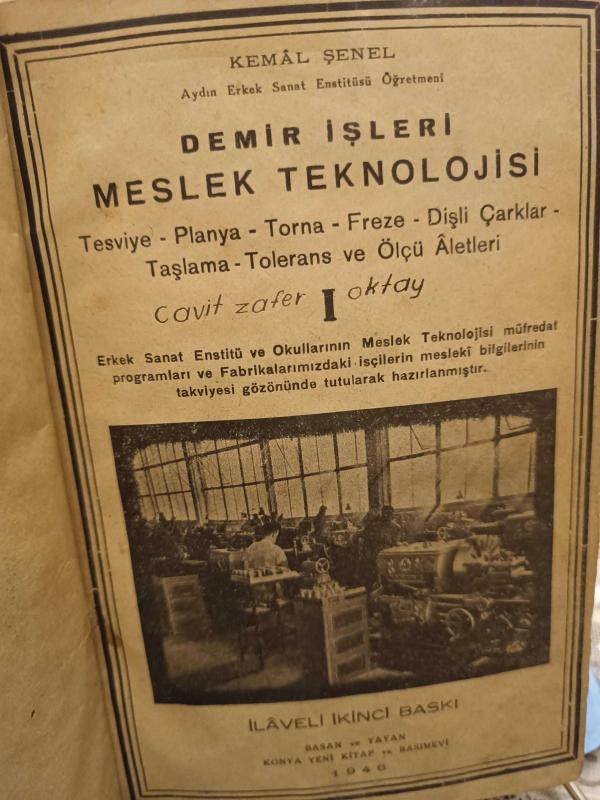 KEMÂL ŞENEL
Aydın Erkek Sanat Enstitüsü Öğretmeni
DEMİR İŞLERİ
MESLEK TEKNOLOJİSİ
Tesviye - Planya - Torna - Freze - Dişli Çarklar -
Taşlama - Tolerans ve Ölçü Âletleri
Cavit zafer I oktay
Erkek Sanat Enstitü ve Okullarının Meslek Teknolojisi müfredat
programları ve Fabrikalarımızdaki işçilerin meslekî bilgilerinin
takviyesi gözönünde tutularak hazırlanmıştır.
İLÂVELİ İKİNCİ BASKI
BASAN ve YAYAN
KONYA YENİ KİTAP ve BASIMEVİ
1946